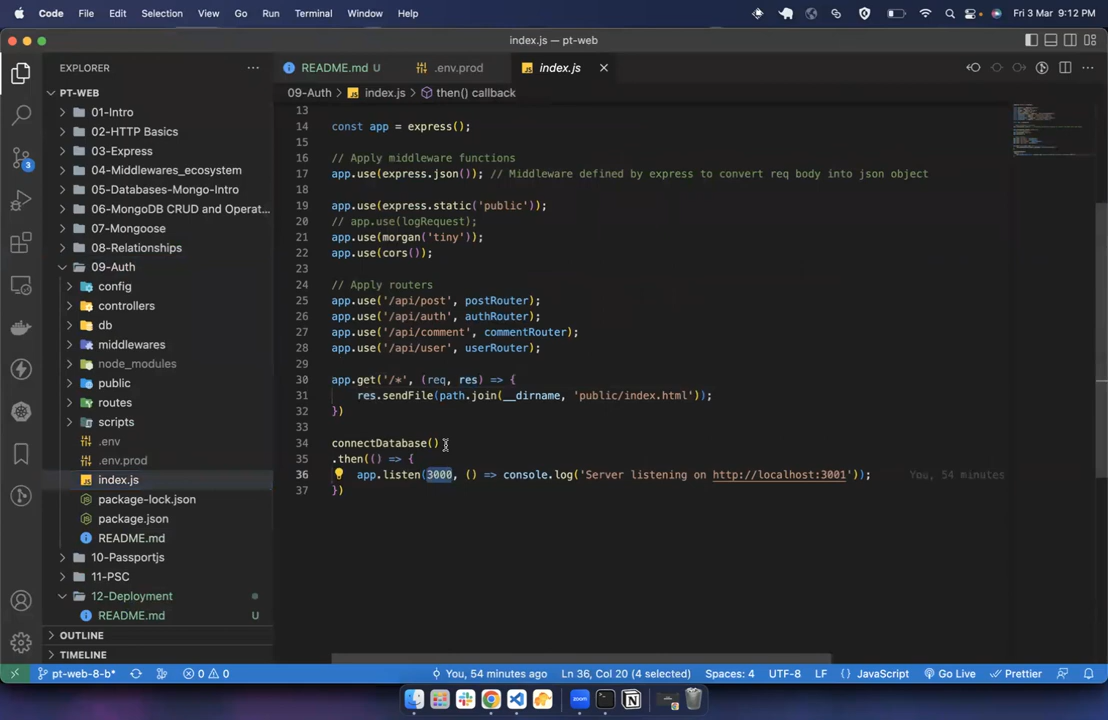 Code File Edit Selection View Go Run Terminal Window Help Fri 3 Mar 9:12 PM
index.js — pt-web
EXPLORER
README.md U
.env.prod
index.js
PT-WEB
09-Auth > index.js > then() callback
01-Intro
02-HTTP Basics
03-Express
04-Middlewares_ecosystem
05-Databases-Mongo-Intro
06-MongoDB CRUD and Operat...
07-Mongoose
08-Relationships
09-Auth
config
controllers
db
middlewares
node_modules
public
routes
scripts
.env
.env.prod
index.js
package-lock.json
package.json
README.md
10-Passportjs
11-PSC
12-Deployment
README.md U
OUTLINE
TIMELINE
13
14 const app = express();
15
16 // Apply middleware functions
17 app.use(express.json()); // Middleware defined by express to convert req body into json object
18
19 app.use(express.static('public'));
20 // app.use(logRequest);
21 app.use(morgan('tiny'));
22 app.use(cors());
23
24 // Apply routers
25 app.use('/api/post', postRouter);
26 app.use('/api/auth', authRouter);
27 app.use('/api/comment', commentRouter);
28 app.use('/api/user', userRouter);
29
30 app.get('/*', (req, res) => {
31 res.sendFile(path.join(__dirname, 'public/index.html'));
32 })
33
34 connectDatabase()
35 .then(() => {
36 app.listen(3000, () => console.log('Server listening on http://localhost:3001')); You, 54 minutes
37 })
3
pt-web-8-b* 0 0 You, 54 minutes ago Ln 36, Col 20 (4 selected) Spaces: 4 UTF-8 LF { } JavaScript Go Live Prettier